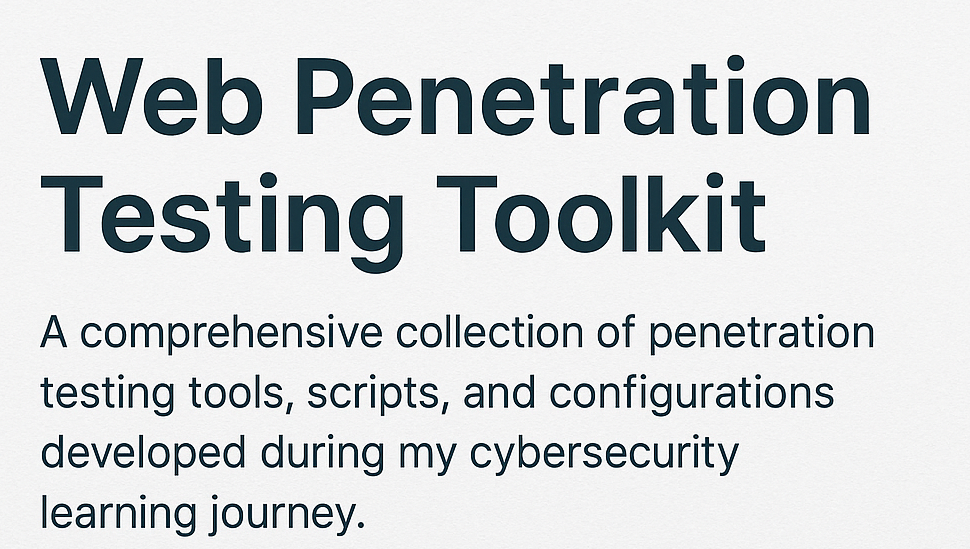 Web Penetration
Testing Toolkit
A comprehensive collection of penetration
testing tools, scripts, and configurations
developed during my cybersecurity
learning journey.